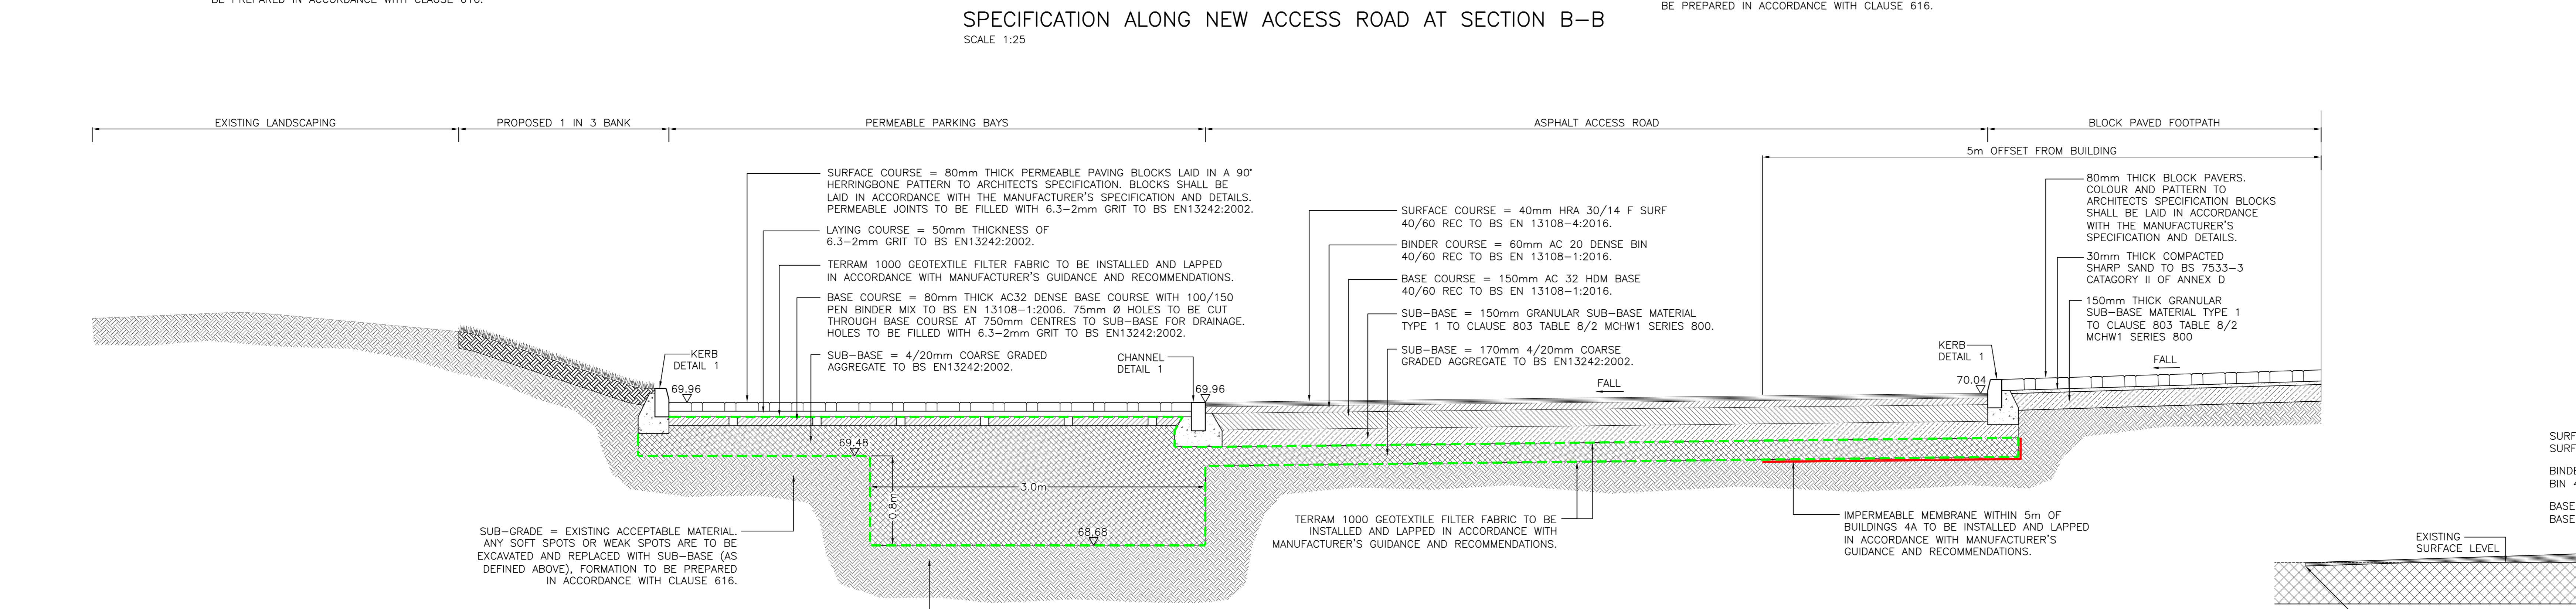 BE PREPARED IN ACCORDANCE WITH CLAUSE 616.
BE PREPARED IN ACCORDANCE WITH CLAUSE 616.
SPECIFICATION ALONG NEW ACCESS ROAD AT SECTION B-B
SCALE 1:25
EXISTING LANDSCAPING
PROPOSED 1 IN 3 BANK
PERMEABLE PARKING BAYS
ASPHALT ACCESS ROAD
BLOCK PAVED FOOTPATH
5m OFFSET FROM BUILDING
SURFACE COURSE = 80mm THICK PERMEABLE PAVING BLOCKS LAID IN A 90°
HERRINGBONE PATTERN TO ARCHITECTS SPECIFICATION. BLOCKS SHALL BE
LAID IN ACCORDANCE WITH THE MANUFACTURER'S SPECIFICATION AND DETAILS.
PERMEABLE JOINTS TO BE FILLED WITH 6.3-2mm GRIT TO BS EN13242:2002.
LAYING COURSE = 50mm THICKNESS OF
6.3-2mm GRIT TO BS EN13242:2002.
TERRAM 1000 GEOTEXTILE FILTER FABRIC TO BE INSTALLED AND LAPPED
IN ACCORDANCE WITH MANUFACTURER'S GUIDANCE AND RECOMMENDATIONS.
BASE COURSE = 80mm THICK AC32 DENSE BASE COURSE WITH 100/150
PEN BINDER MIX TO BS EN 13108-1:2006. 75mm Ø HOLES TO BE CUT
THROUGH BASE COURSE AT 750mm CENTRES TO SUB-BASE FOR DRAINAGE.
HOLES TO BE FILLED WITH 6.3-2mm GRIT TO BS EN13242:2002.
SUB-BASE = 4/20mm COARSE GRADED
AGGREGATE TO BS EN13242:2002.
KERB
DETAIL 1
CHANNEL
DETAIL 1
69.96
69.96
69.48
3.0m
0.8m
68.68
SURFACE COURSE = 40mm HRA 30/14 F SURF
40/60 REC TO BS EN 13108-4:2016.
BINDER COURSE = 60mm AC 20 DENSE BIN
40/60 REC TO BS EN 13108-1:2016.
BASE COURSE = 150mm AC 32 HDM BASE
40/60 REC TO BS EN 13108-1:2016.
SUB-BASE = 150mm GRANULAR SUB-BASE MATERIAL
TYPE 1 TO CLAUSE 803 TABLE 8/2 MCHW1 SERIES 800.
SUB-BASE = 170mm 4/20mm COARSE
GRADED AGGREGATE TO BS EN13242:2002.
FALL
KERB
DETAIL 1
70.04
80mm THICK BLOCK PAVERS.
COLOUR AND PATTERN TO
ARCHITECTS SPECIFICATION BLOCKS
SHALL BE LAID IN ACCORDANCE
WITH THE MANUFACTURER'S
SPECIFICATION AND DETAILS.
30mm THICK COMPACTED
SHARP SAND TO BS 7533-3
CATAGORY II OF ANNEX D
150mm THICK GRANULAR
SUB-BASE MATERIAL TYPE 1
TO CLAUSE 803 TABLE 8/2
MCHW1 SERIES 800
FALL
SUB-GRADE = EXISTING ACCEPTABLE MATERIAL.
ANY SOFT SPOTS OR WEAK SPOTS ARE TO BE
EXCAVATED AND REPLACED WITH SUB-BASE (AS
DEFINED ABOVE), FORMATION TO BE PREPARED
IN ACCORDANCE WITH CLAUSE 616.
TERRAM 1000 GEOTEXTILE FILTER FABRIC TO BE
INSTALLED AND LAPPED IN ACCORDANCE WITH
MANUFACTURER'S GUIDANCE AND RECOMMENDATIONS.
IMPERMEABLE MEMBRANE WITHIN 5m OF
BUILDINGS 4A TO BE INSTALLED AND LAPPED
IN ACCORDANCE WITH MANUFACTURER'S
GUIDANCE AND RECOMMENDATIONS.
EXISTING
SURFACE LEVEL
BASE
BASE